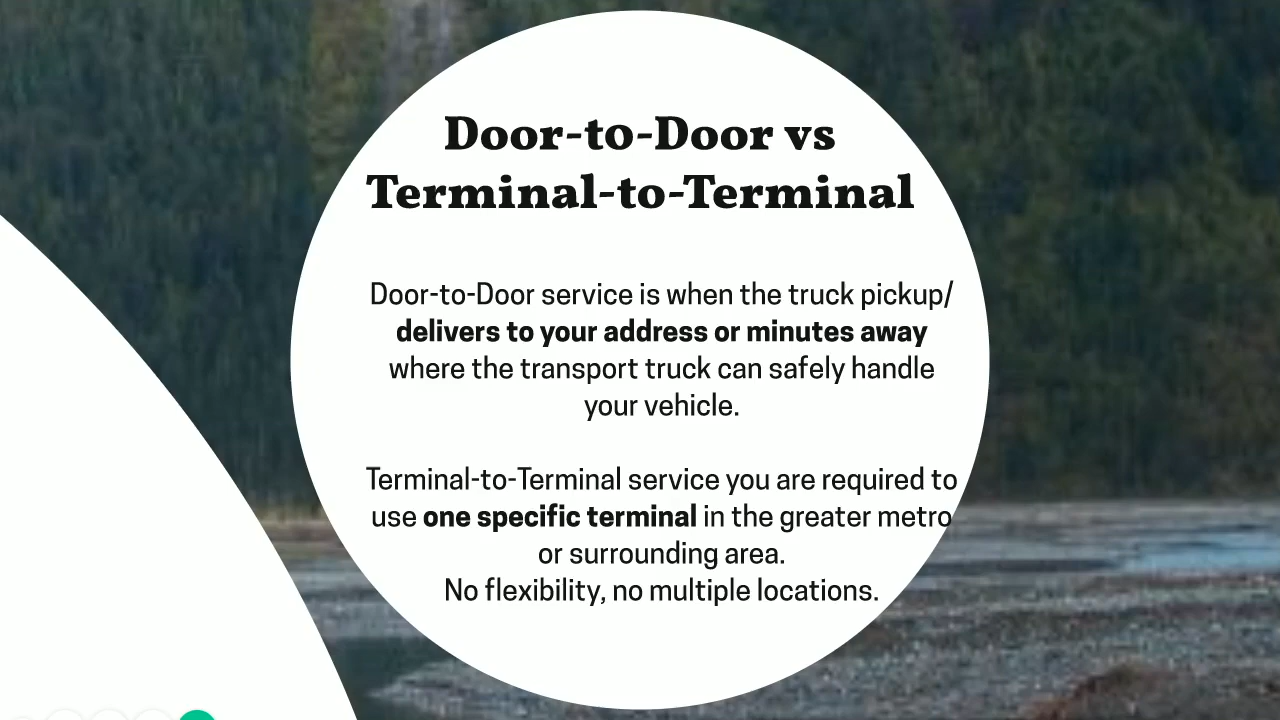 Door-to-Door vs
Terminal-to-Terminal
Door-to-Door service is when the truck pickup/
delivers to your address or minutes away
where the transport truck can safely handle
your vehicle.
Terminal-to-Terminal service you are required to
use one specific terminal in the greater metro
or surrounding area.
No flexibility, no multiple locations.